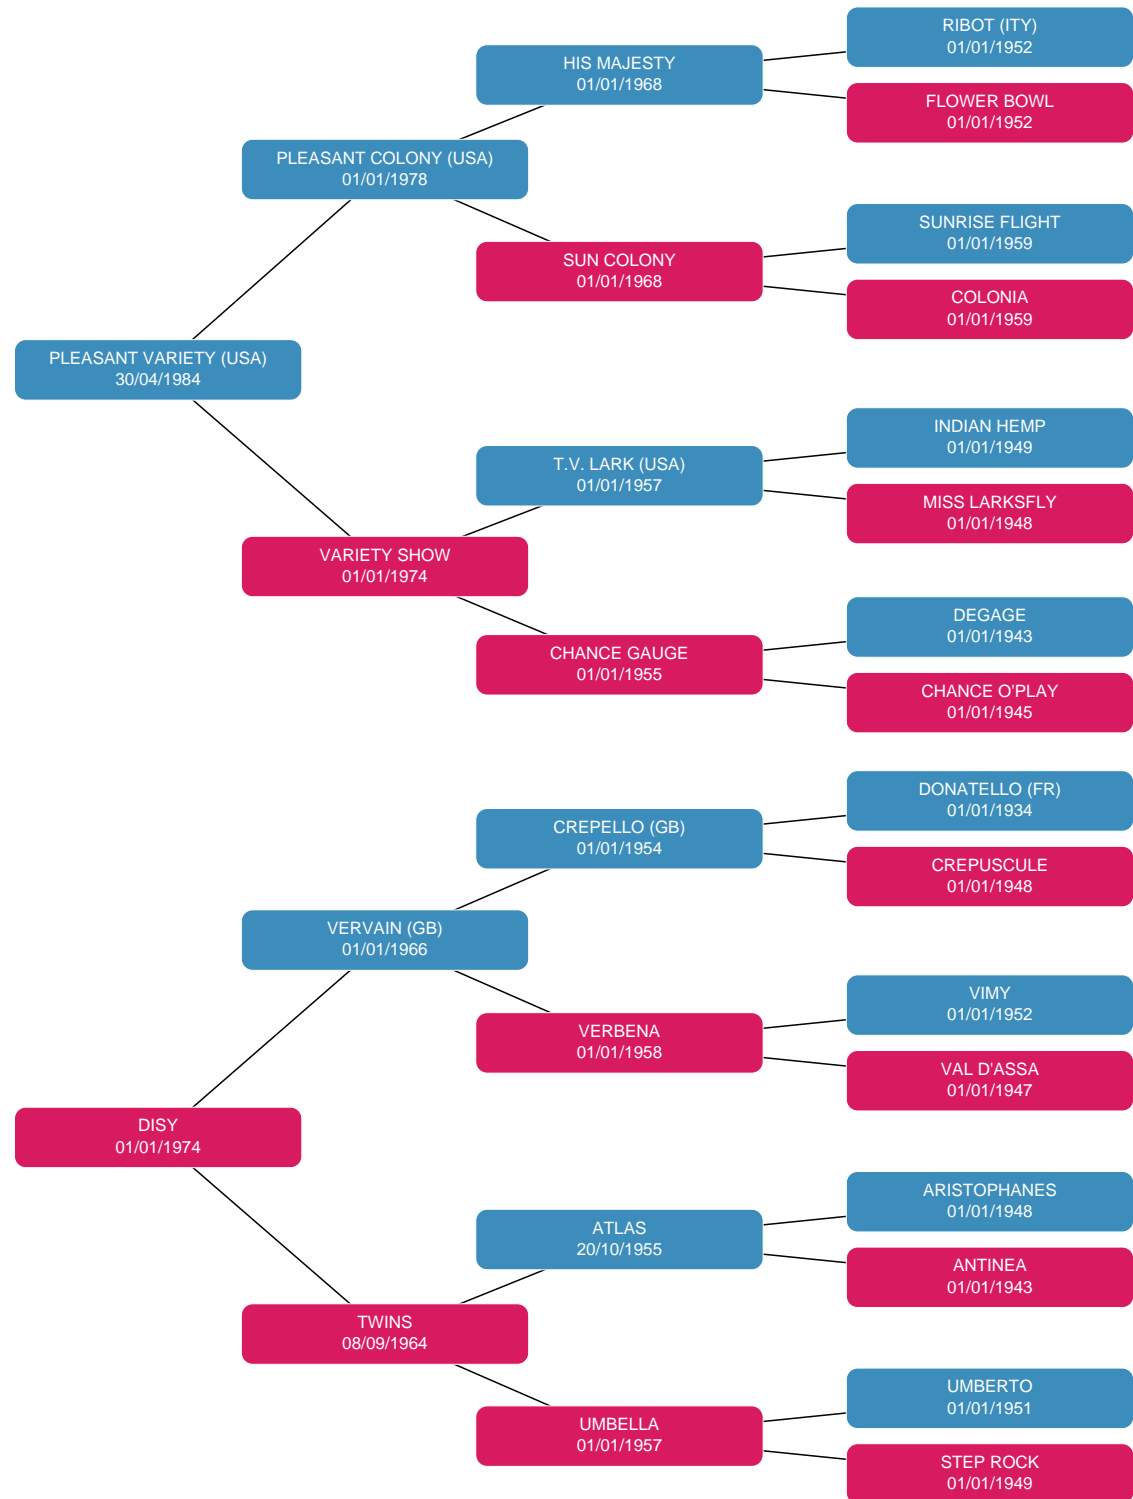 RIBOT (ITY)
01/01/1952
HIS MAJESTY
01/01/1968
FLOWER BOWL
01/01/1952
PLEASANT COLONY (USA)
01/01/1978
SUNRISE FLIGHT
01/01/1959
SUN COLONY
01/01/1968
COLONIA
01/01/1959
PLEASANT VARIETY (USA)
30/04/1984
INDIAN HEMP
01/01/1949
T.V. LARK (USA)
01/01/1957
MISS LARKSFLY
01/01/1948
VARIETY SHOW
01/01/1974
DEGAGE
01/01/1943
CHANCE GAUGE
01/01/1955
CHANCE O'PLAY
01/01/1945
DONATELLO (FR)
01/01/1934
CREPELLO (GB)
01/01/1954
CREPUSCULE
01/01/1948
VERVAIN (GB)
01/01/1966
VIMY
01/01/1952
VERBENA
01/01/1958
VAL D'ASSA
01/01/1947
DISY
01/01/1974
ARISTOPHANES
01/01/1948
ATLAS
20/10/1955
ANTINEA
01/01/1943
TWINS
08/09/1964
UMBERTO
01/01/1951
UMBELLA
01/01/1957
STEP ROCK
01/01/1949